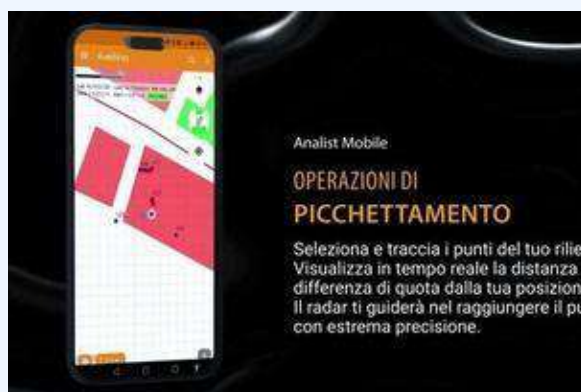 Analist Mobile
OPERAZIONI DI
PICCHETTAMENTO
Seleziona e traccia i punti del tuo rilie
Visualizza in tempo reale la distanza
differenza di quota dalla tua posizion
Il radar ti guiderà nel raggiungere il pu
con estrema precisione.